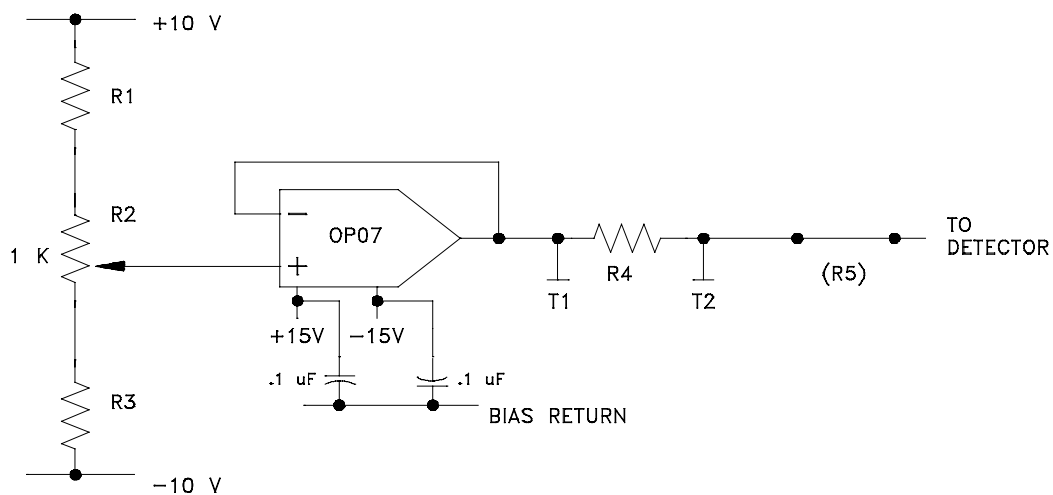 +10 V
R1
R2
1 K
OP07
−
+
+15V
−15V
.1 uF
.1 uF
BIAS RETURN
T1
R4
T2
(R5)
TO
DETECTOR
R3
−10 V